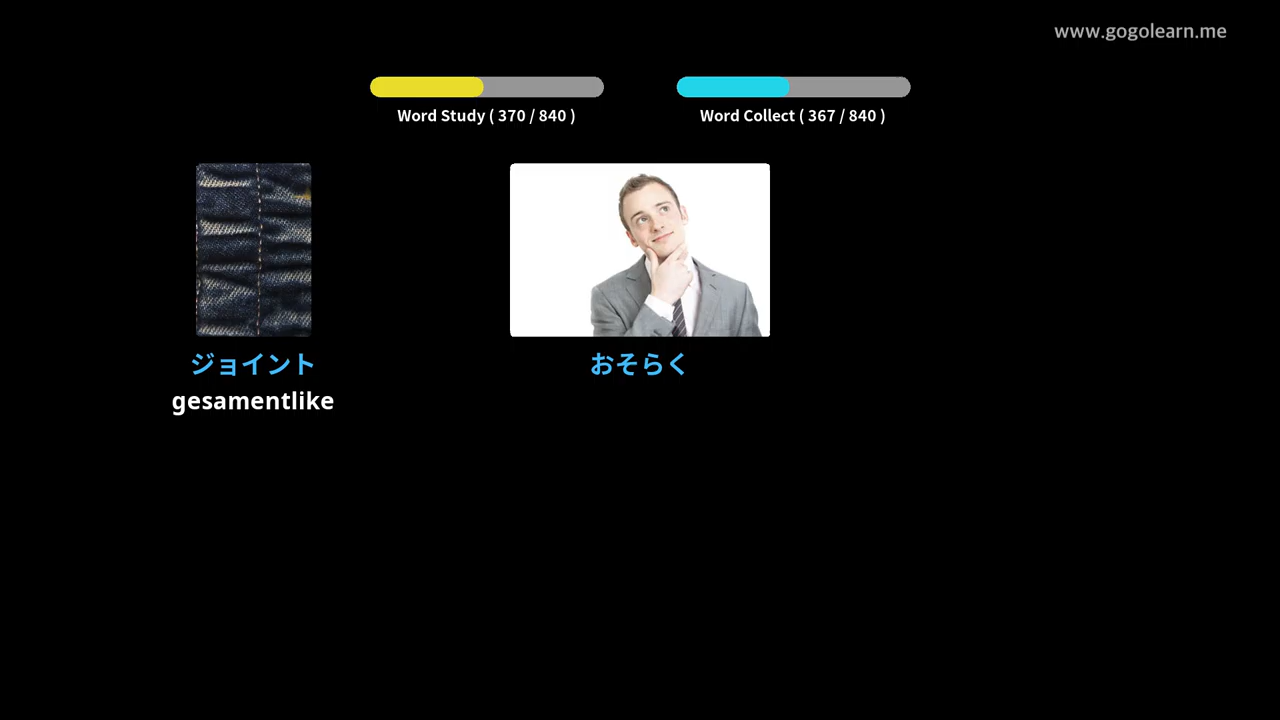 www.gogolearn.me
Word Study ( 370 / 840 )
Word Collect ( 367 / 840 )
ジョイント
gesamentlike
おそらく